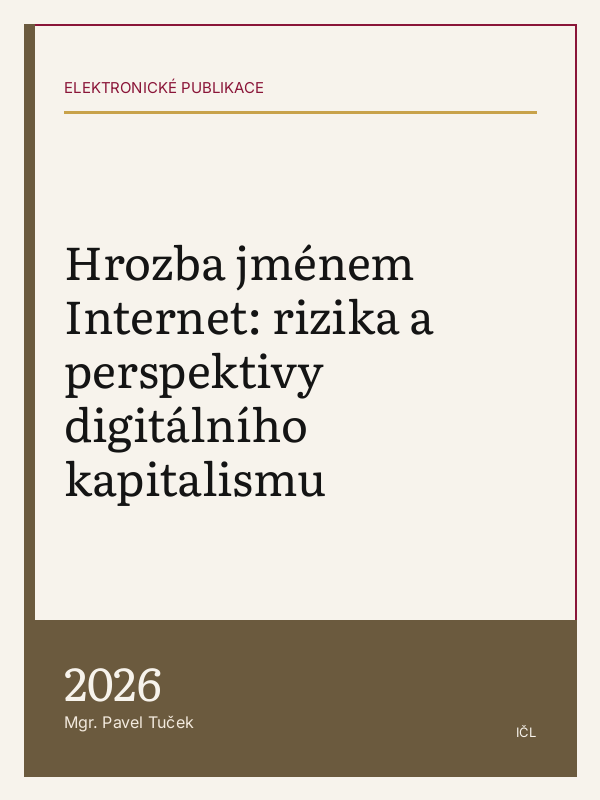 ELEKTRONICKÉ PUBLIKACE
Hrozba jménem
Internet: rizika a
perspektivy
digitálního
kapitalismu
2026
Mgr. Pavel Tuček
IČL